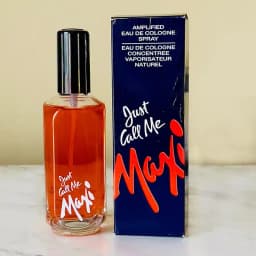 AMPLIFIED
EAU DE COLOGNE
SPRAY
EAU DE COLOGNE
CONCENTREE
VAPORISATEUR
NATUREL
Just
Call Me
Maxi
Just
Call Me
Maxi